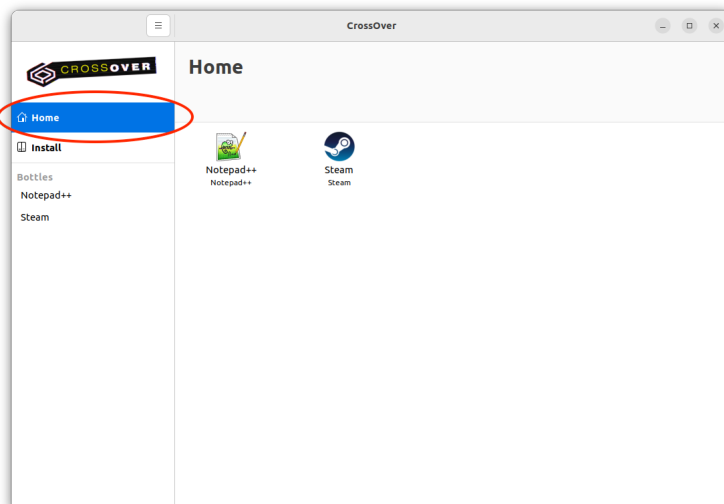 CrossOver
CROSSOVER
Home
Install
Bottles
Notepad++
Steam
Home
Notepad++
Notepad++
Steam
Steam